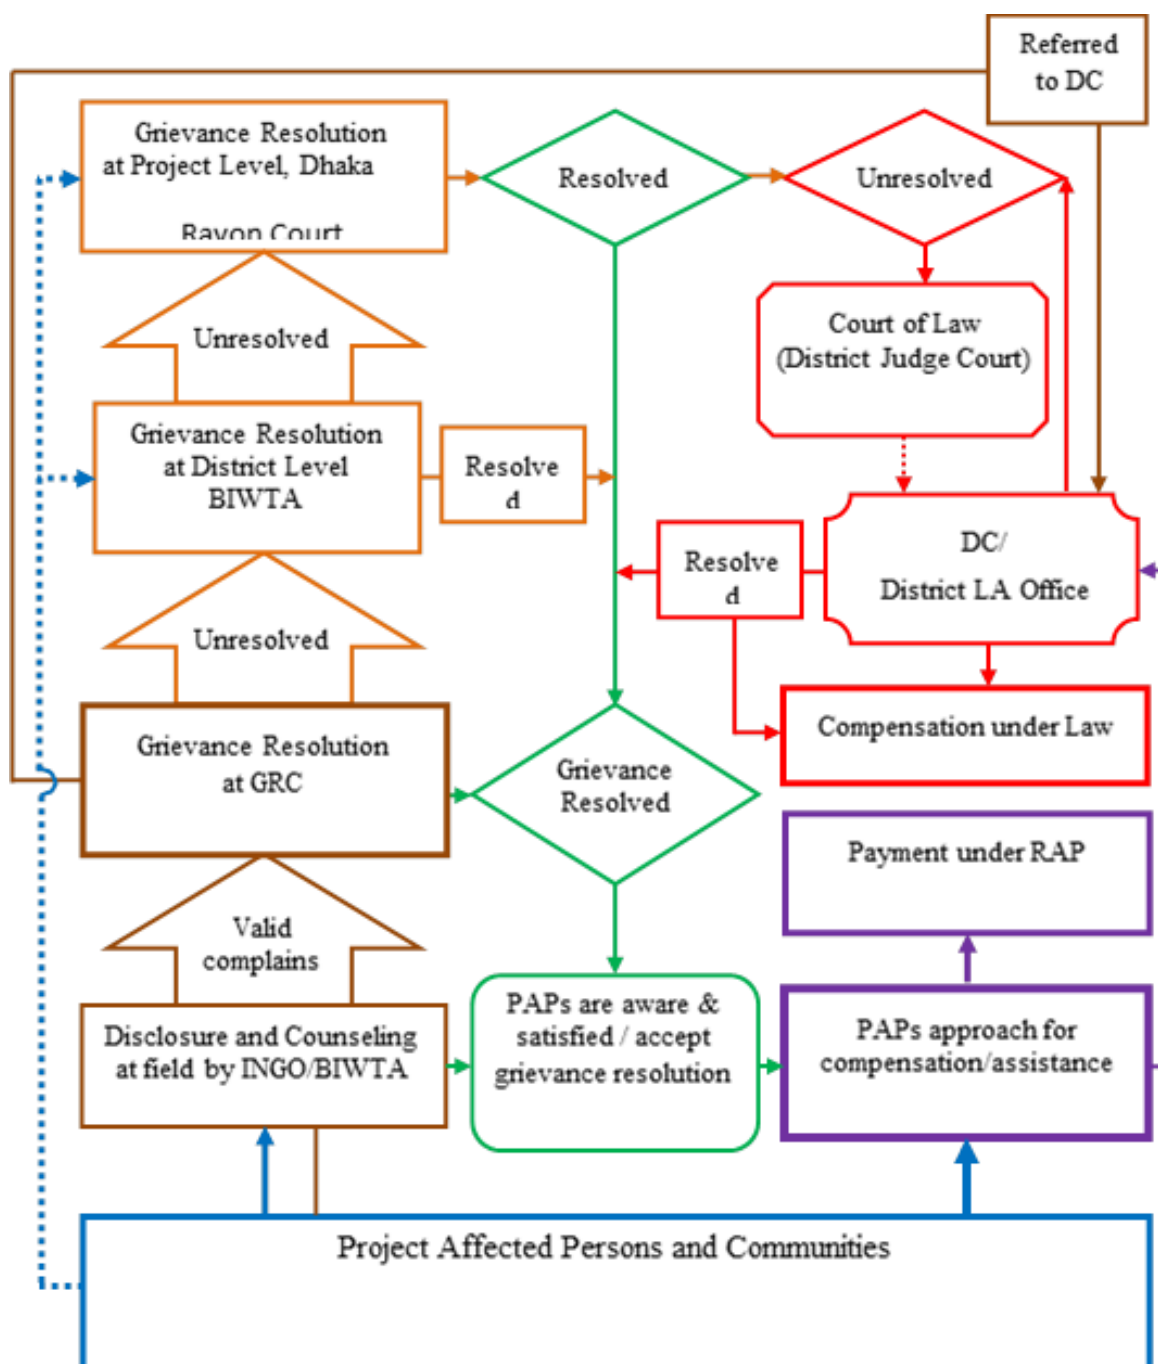 Referred
to DC
Grievance Resolution
at Project Level, Dhaka
Rayon Court
Resolved
Unresolved
Court of Law
(District Judge Court)
Unresolved
Grievance Resolution
at District Level
BIWTA
Resolve
d
Resolve
d
DC/
District LA Office
Unresolved
Compensation under Law
Grievance Resolution
at GRC
Grievance
Resolved
Payment under RAP
Valid
complains
Disclosure and Counseling
at field by INGO/BIWTA
PAPs are aware &
satisfied / accept
grievance resolution
PAPs approach for
compensation/assistance
Project Affected Persons and Communities